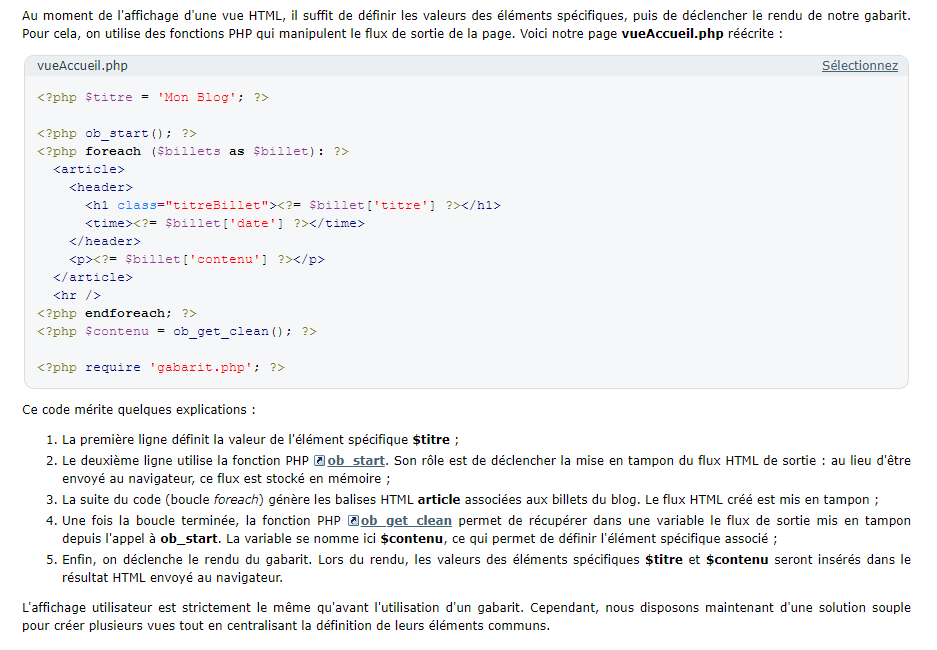 Au moment de l'affichage d'une vue HTML, il suffit de définir les valeurs des éléments spécifiques, puis de déclencher le rendu de notre gabarit.
Pour cela, on utilise des fonctions PHP qui manipulent le flux de sortie de la page. Voici notre page vueAccueil.php réécrite :
vueAccueil.php Sélectionnez
<?php $titre = 'Mon Blog'; ?>
<?php ob_start(); ?>
<?php foreach ($billets as $billet): ?>
<article>
<header>
<h1 class="titreBillet"><?= $billet['titre'] ?></h1>
<time><?= $billet['date'] ?></time>
</header>
<p><?= $billet['contenu'] ?></p>
</article>
<hr />
<?php endforeach; ?>
<?php $contenu = ob_get_clean(); ?>
<?php require 'gabarit.php'; ?>
Ce code mérite quelques explications :
1. La première ligne définit la valeur de l'élément spécifique $titre ;
2. Le deuxième ligne utilise la fonction PHP ob_start. Son rôle est de déclencher la mise en tampon du flux HTML de sortie : au lieu d'être
envoyé au navigateur, ce flux est stocké en mémoire ;
3. La suite du code (boucle foreach) génère les balises HTML article associées aux billets du blog. Le flux HTML créé est mis en tampon ;
4. Une fois la boucle terminée, la fonction PHP ob_get_clean permet de récupérer dans une variable le flux de sortie mis en tampon
depuis l'appel à ob_start. La variable se nomme ici $contenu, ce qui permet de définir l'élément spécifique associé ;
5. Enfin, on déclenche le rendu du gabarit. Lors du rendu, les valeurs des éléments spécifiques $titre et $contenu seront insérés dans le
résultat HTML envoyé au navigateur.
L'affichage utilisateur est strictement le même qu'avant l'utilisation d'un gabarit. Cependant, nous disposons maintenant d'une solution souple
pour créer plusieurs vues tout en centralisant la définition de leurs éléments communs.